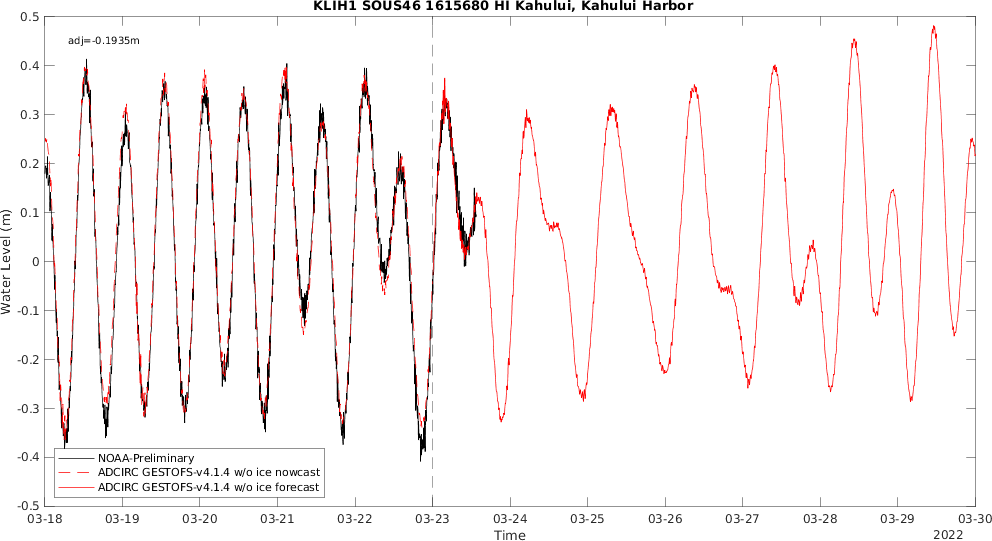 KLIH1 SOUS46 1615680 HI Kahului, Kahului Harbor
0.5
0.4
0.3
0.2
0.1
0
-0.1
-0.2
-0.3
-0.4
-0.5
Water Level (m)
adj=-0.1935m
NOAA-Preliminary
ADCIRC GESTOFS-v4.1.4 w/o ice nowcast
ADCIRC GESTOFS-v4.1.4 w/o ice forecast
03-18 03-19 03-20 03-21 03-22 03-23 03-24 03-25 03-26 03-27 03-28 03-29 03-30
Time
2022